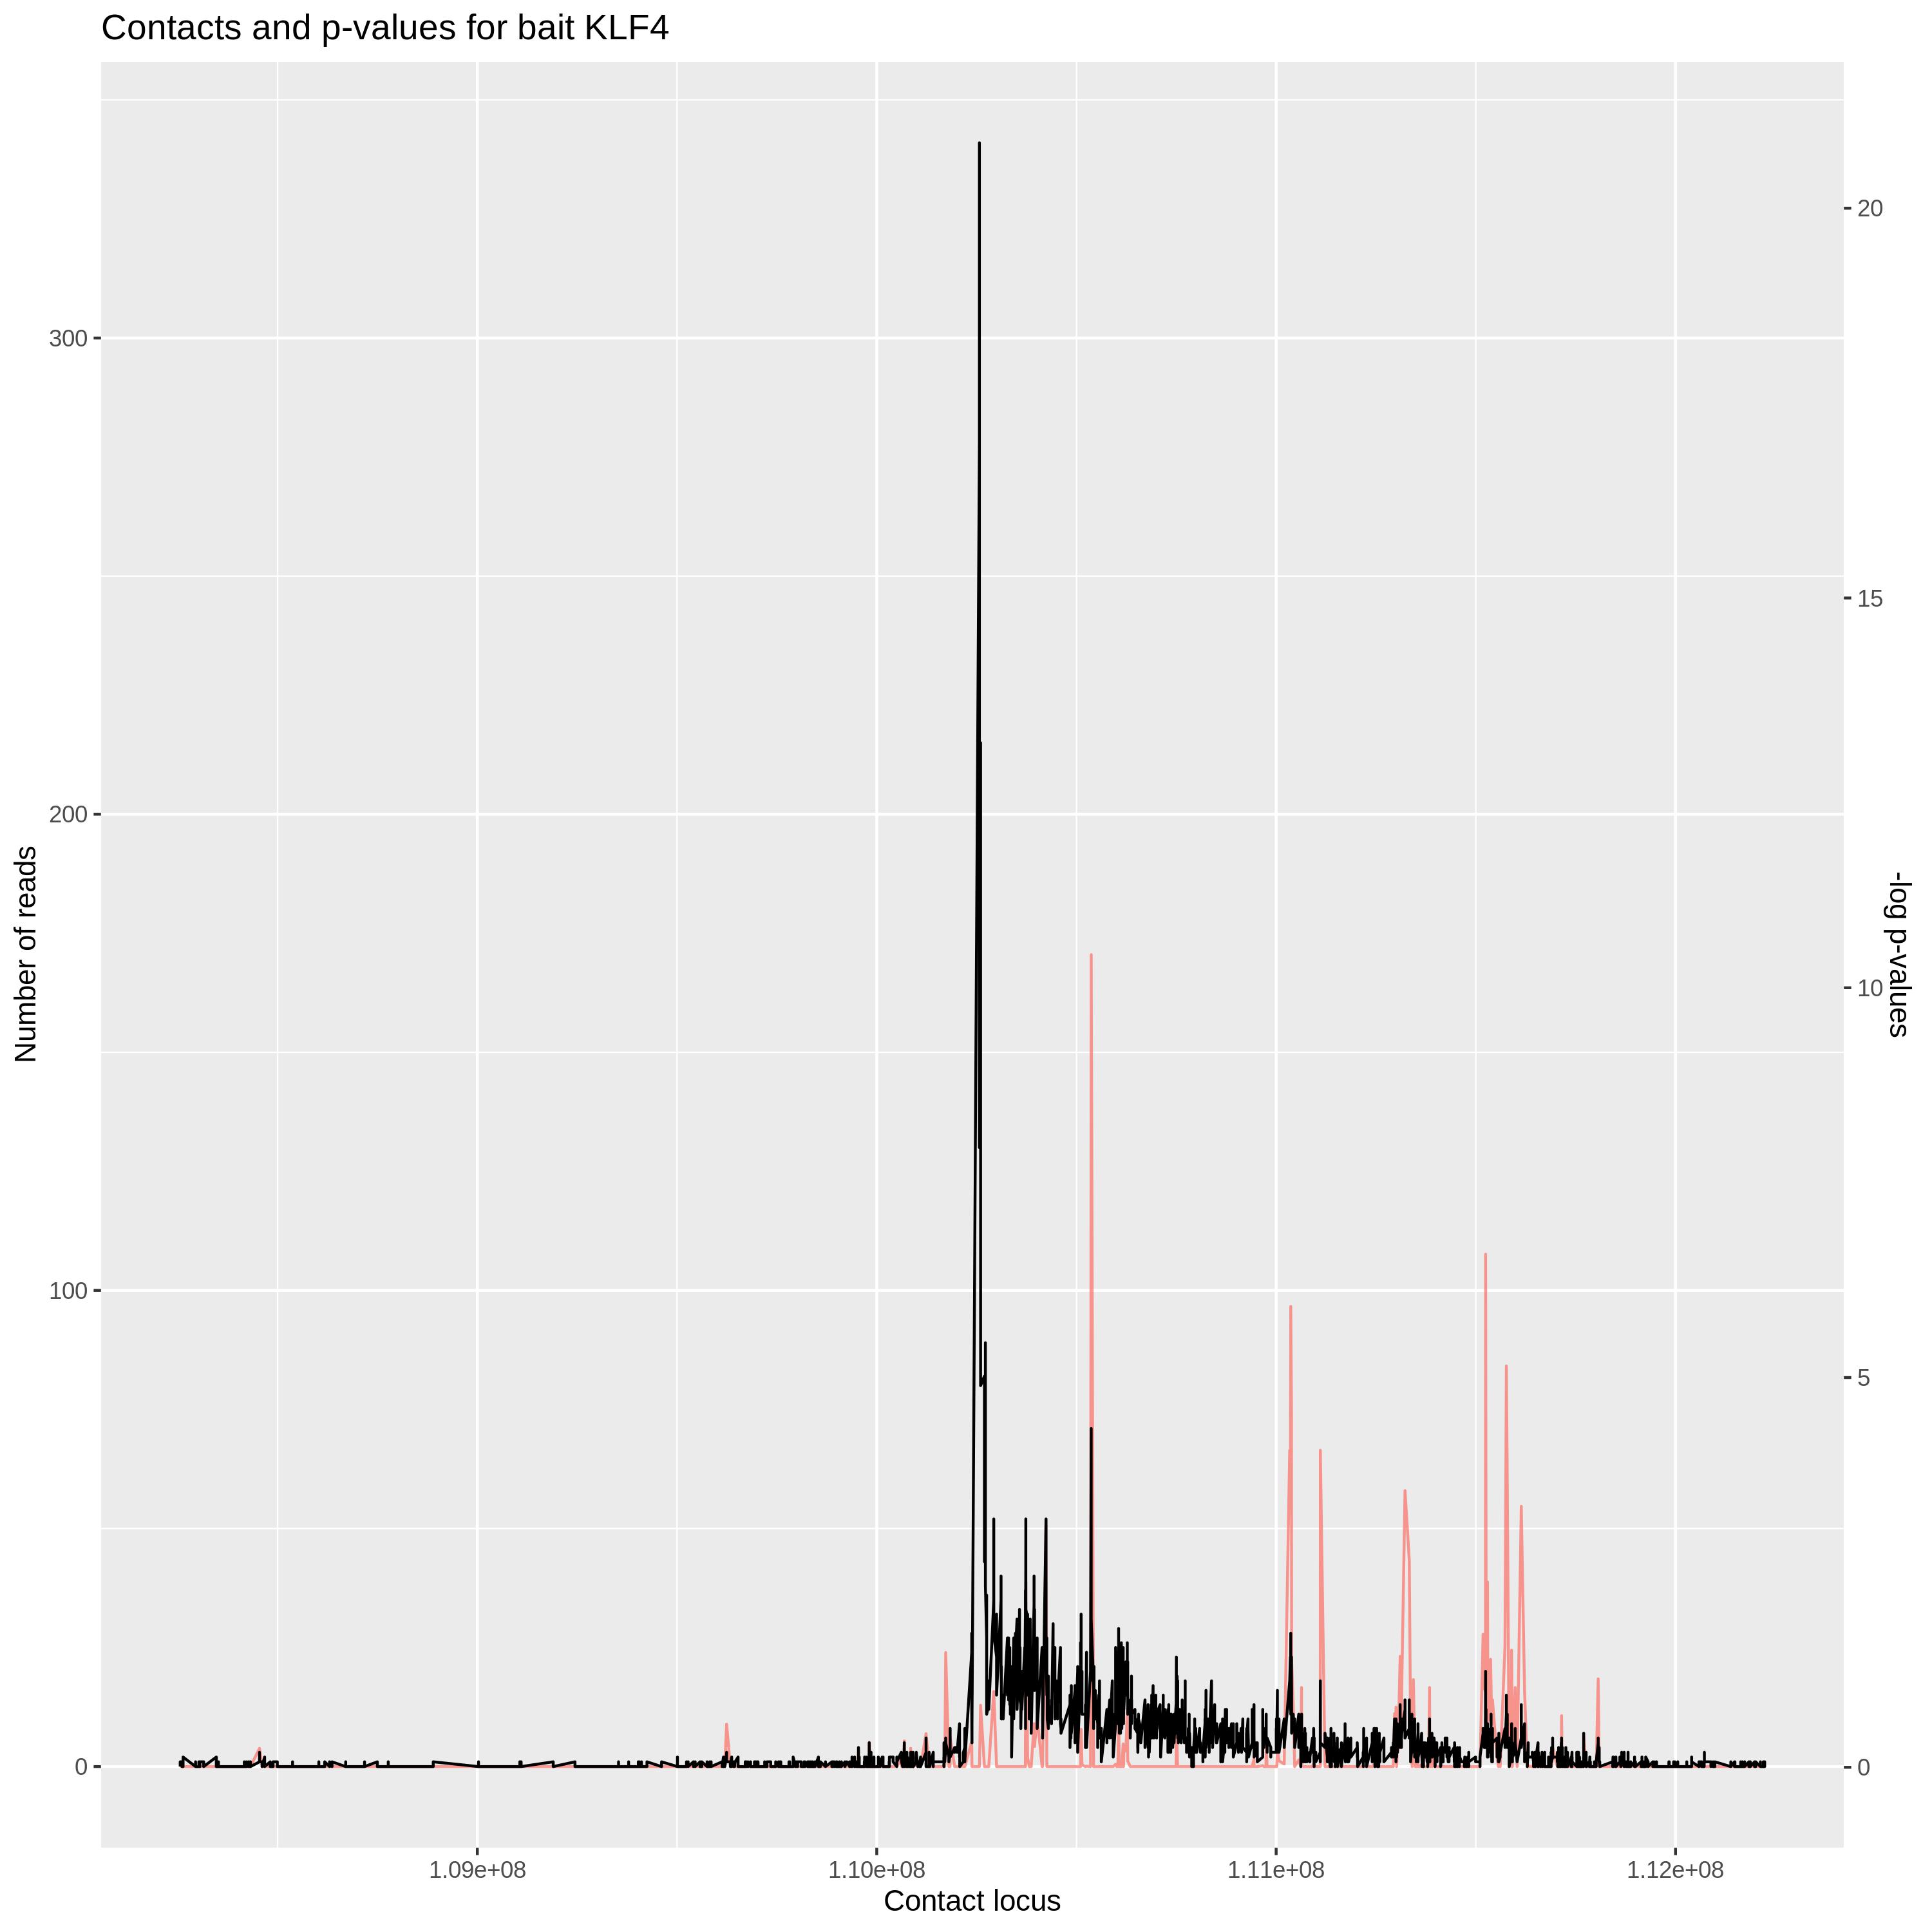 Contacts and p-values for bait KLF4
Number of reads
300
200
100
0
20
15
10
5
0
-log p-values
1.09e+08
1.10e+08
1.11e+08
1.12e+08
Contact locus